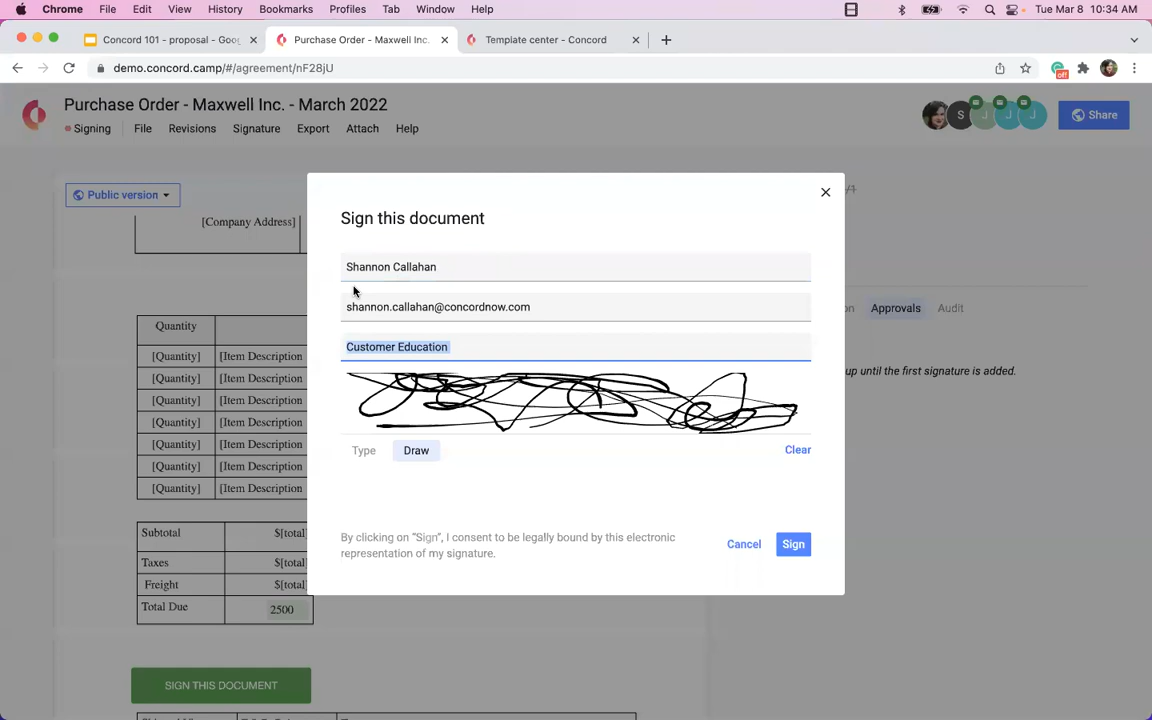 Chrome File Edit View History Bookmarks Profiles Tab Window Help Tue Mar 8 10:34 AM
Concord 101 - proposal - Goo
Purchase Order - Maxwell Inc.
Template center - Concord
demo.concord.camp/#/agreement/nF28jU
off
Purchase Order - Maxwell Inc. - March 2022
Signing File Revisions Signature Export Attach Help
S J J J
Share
Public version
/1
[Company Address]
Sign this document
Shannon Callahan
shannon.callahan@concordnow.com
Customer Education
Type Draw Clear
By clicking on "Sign", I consent to be legally bound by this electronic
representation of my signature.
Cancel Sign
on Approvals Audit
up until the first signature is added.
Quantity
[Quantity] [Item Description
[Quantity] [Item Description
[Quantity] [Item Description
[Quantity] [Item Description
[Quantity] [Item Description
[Quantity] [Item Description
[Quantity] [Item Description
Subtotal $[total]
Taxes $[total]
Freight $[total]
Total Due 2500
SIGN THIS DOCUMENT